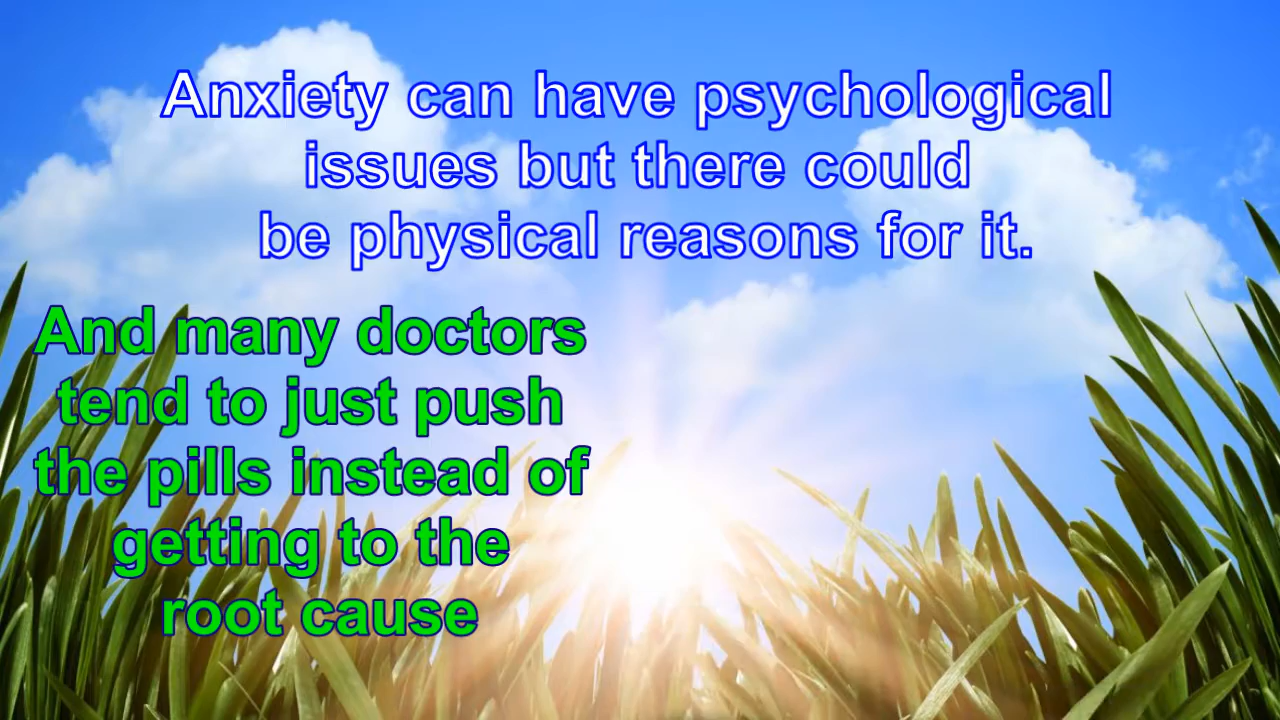 Anxiety can have psychological
issues but there could
be physical reasons for it.
And many doctors
tend to just push
the pills instead of
getting to the
root cause